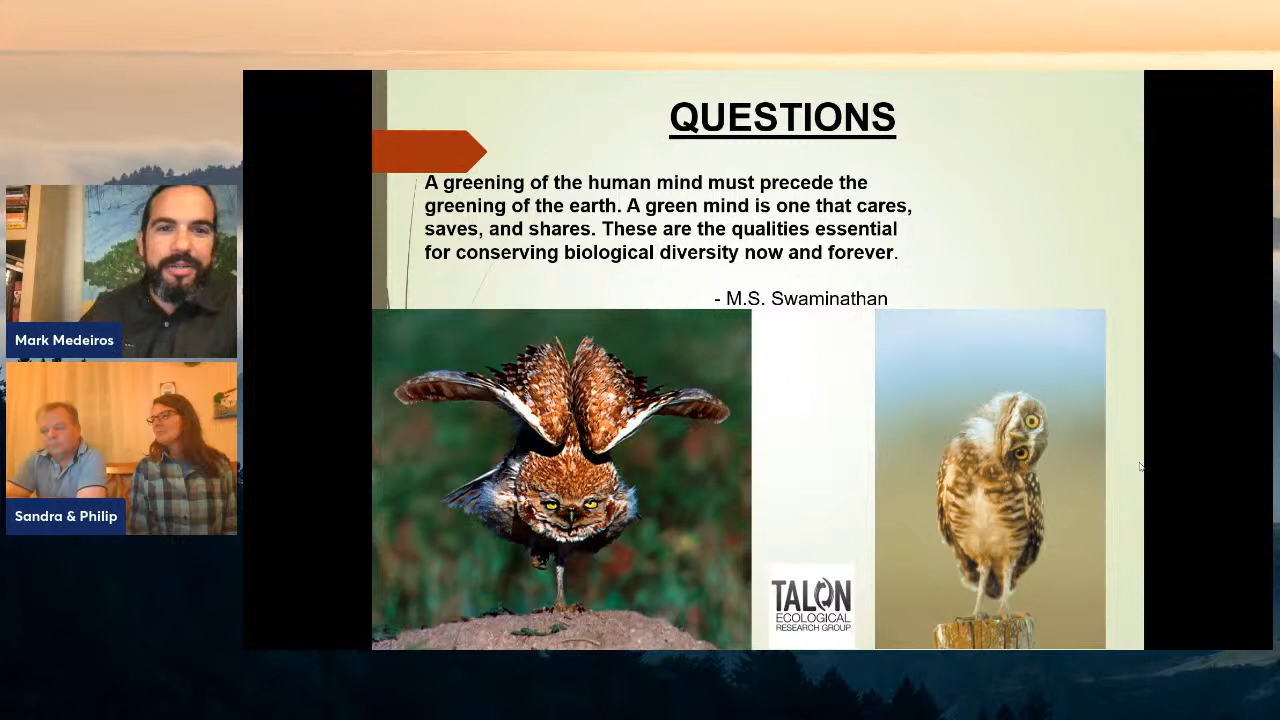 QUESTIONS
A greening of the human mind must precede the
greening of the earth. A green mind is one that cares,
saves, and shares. These are the qualities essential
for conserving biological diversity now and forever.
- M.S. Swaminathan
Mark Medeiros
Sandra & Philip
TALON
ECOLOGICAL
RESEARCH GROUP